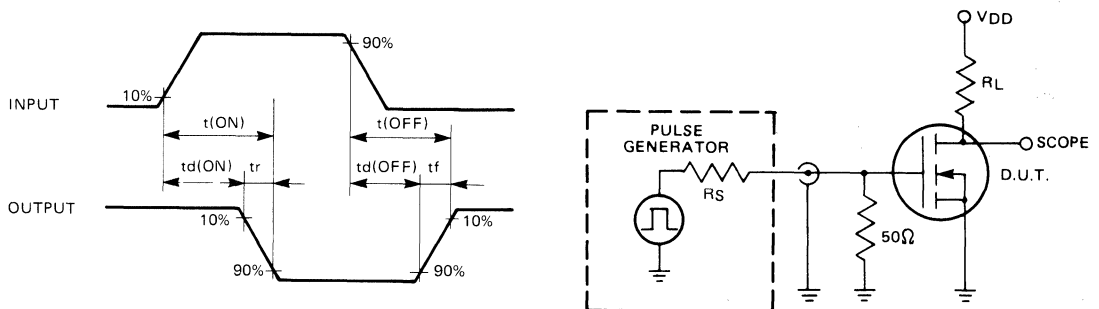 INPUT
10%
90%
t(ON)
t(OFF)
td(ON)
tr
td(OFF)
tf
OUTPUT
10%
90%
90%
10%
PULSE
GENERATOR
RS
50Ω
VDD
RL
SCOPE
D.U.T.